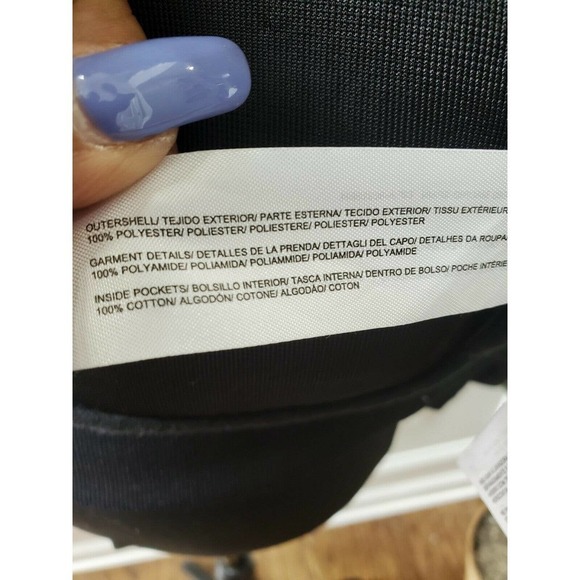 OUTERSHELL/ TEJIDO EXTERIOR/ PARTE ESTERNA/ TECIDO EXTERIOR/ TISSU EXTÉRIEUR
100% POLYESTER/ POLIESTER/ POLIESTERE/ POLIÉSTER/ POLYESTER
GARMENT DETAILS/ DETALLES DE LA PRENDA/ DETTAGLI DEL CAPO/ DETALHES DA ROUPA/
100% POLYAMIDE/ POLIAMIDA/ POLIAMMIDE/ POLIAMIDA/ POLYAMIDE
INSIDE POCKETS/ BOLSILLO INTERIOR/ TASCA INTERNA/ DENTRO DE BOLSO/ POCHE INTÉRIE
100% COTTON/ ALGODÓN/ COTONE/ ALGODÃO/ COTON